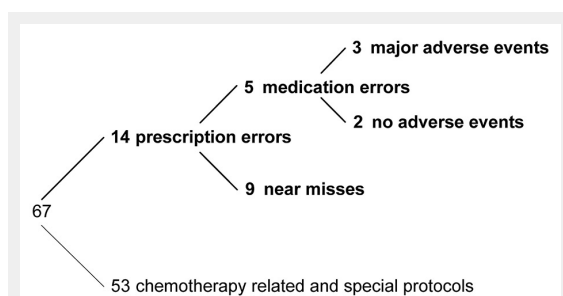 3 major adverse events
5 medication errors
2 no adverse events
14 prescription errors
9 near misses
67
53 chemotherapy related and special protocols